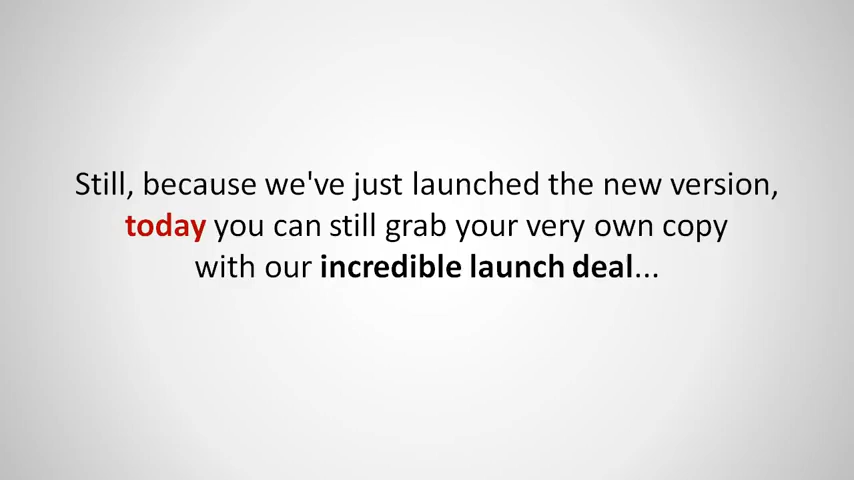 Still, because we've just launched the new version,
today you can still grab your very own copy
with our incredible launch deal...